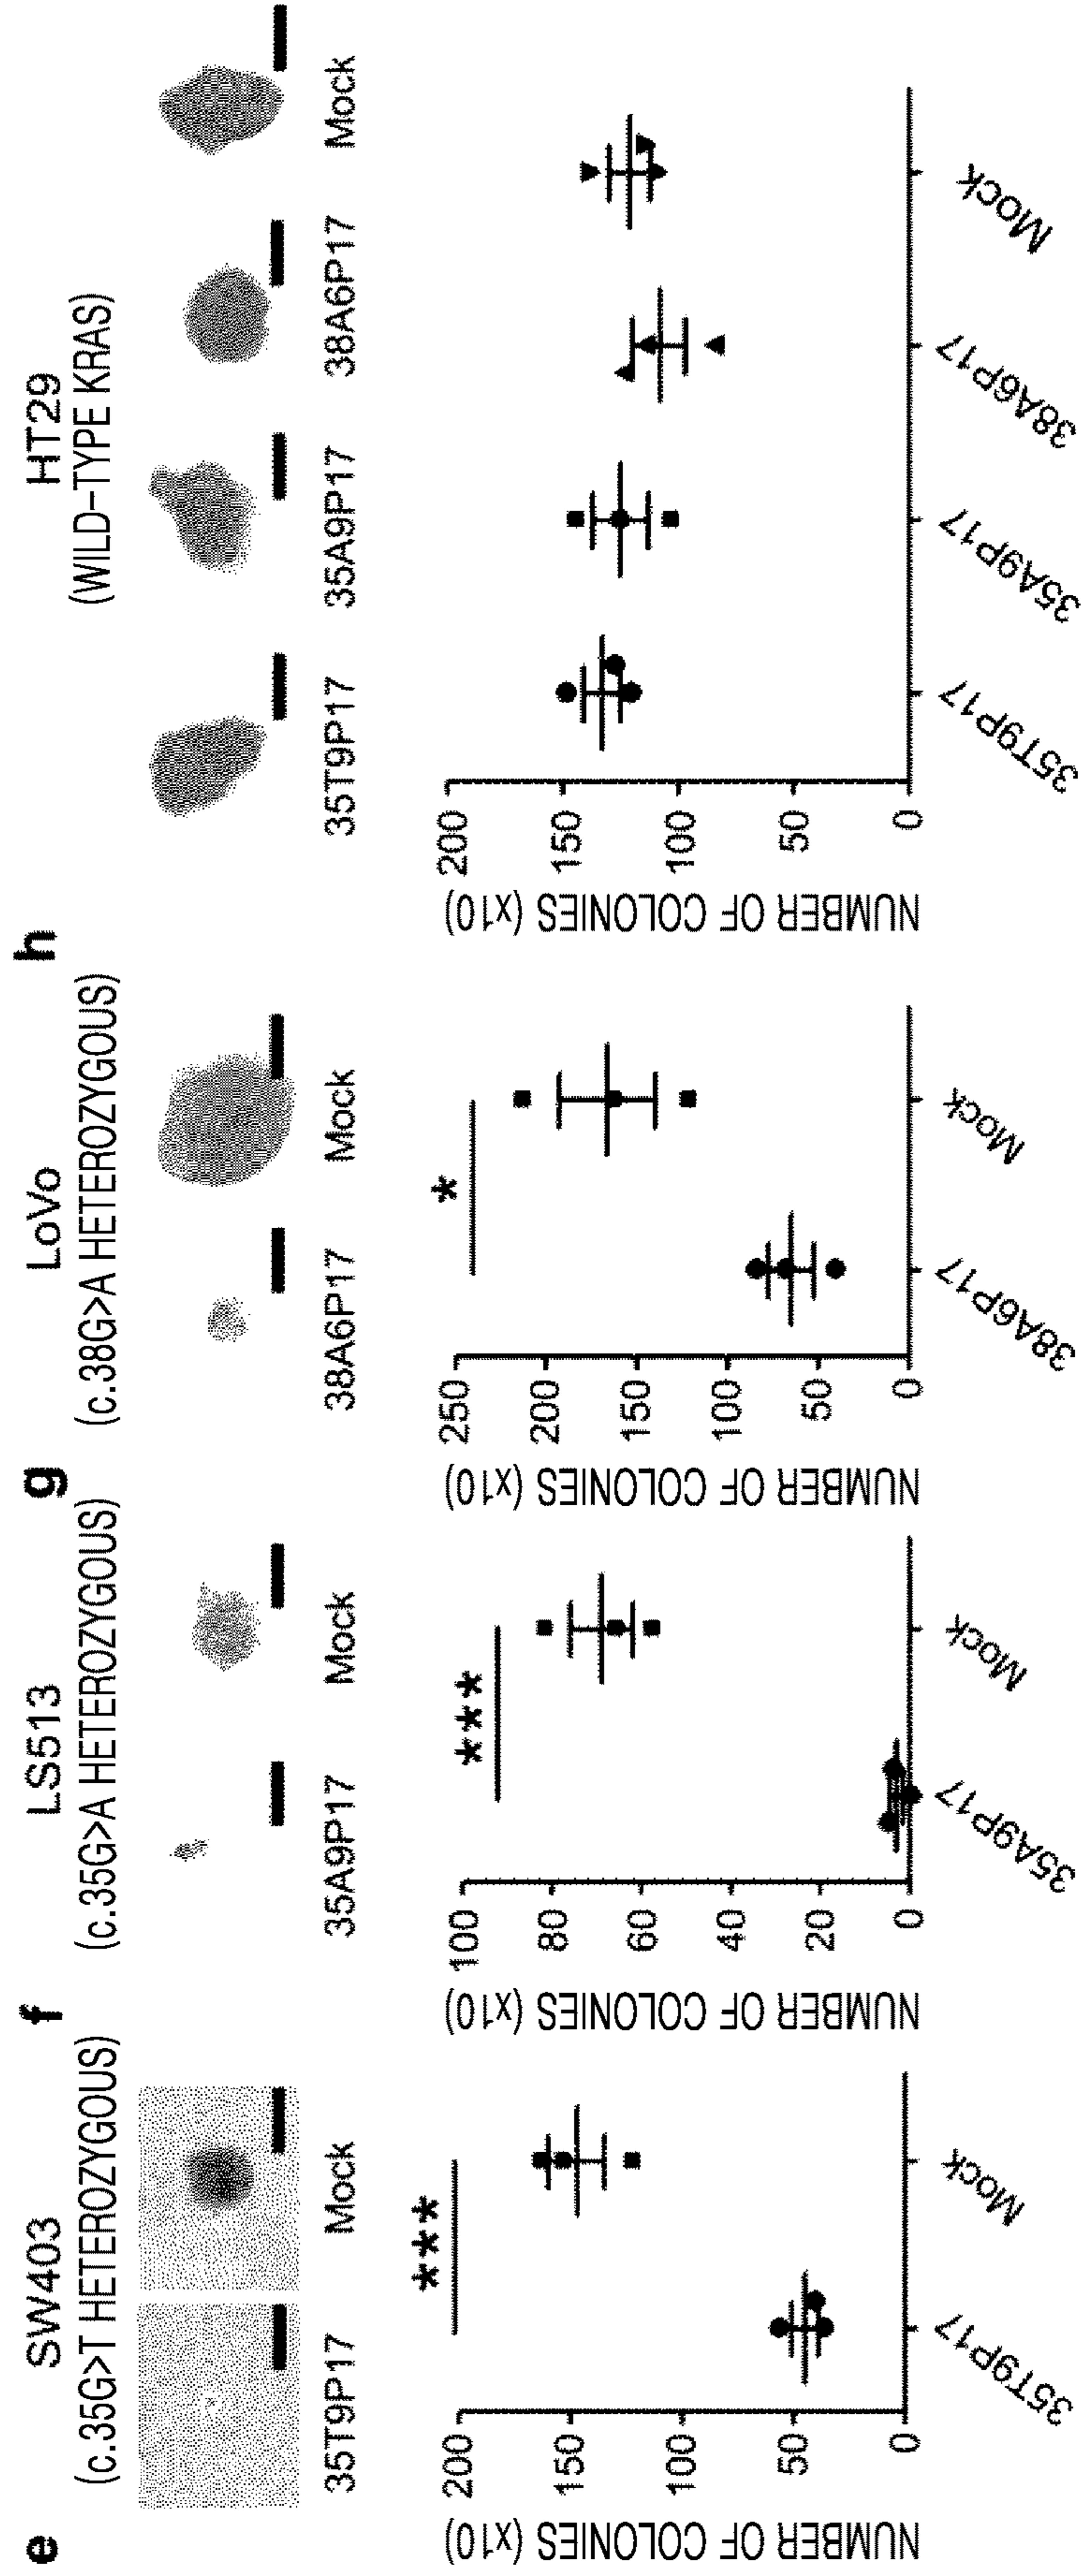 e
SW403
(c.35G>T HETEROZYGOUS)
35T9P17
Mock
NUMBER OF COLONIES (x10)
200
150
100
50
0
***
35T9P17
Mock
f
LS513
(c.35G>A HETEROZYGOUS)
35A9P17
Mock
NUMBER OF COLONIES (x10)
100
80
60
40
20
0
***
35A9P17
Mock
g
LoVo
(c.38G>A HETEROZYGOUS)
38A6P17
Mock
NUMBER OF COLONIES (x10)
250
200
150
100
50
0
*
38A6P17
Mock
h
HT29
(WILD-TYPE KRAS)
35T9P17
35A9P17
38A6P17
Mock
NUMBER OF COLONIES (x10)
200
150
100
50
0
35T9P17
35A9P17
38A6P17
Mock